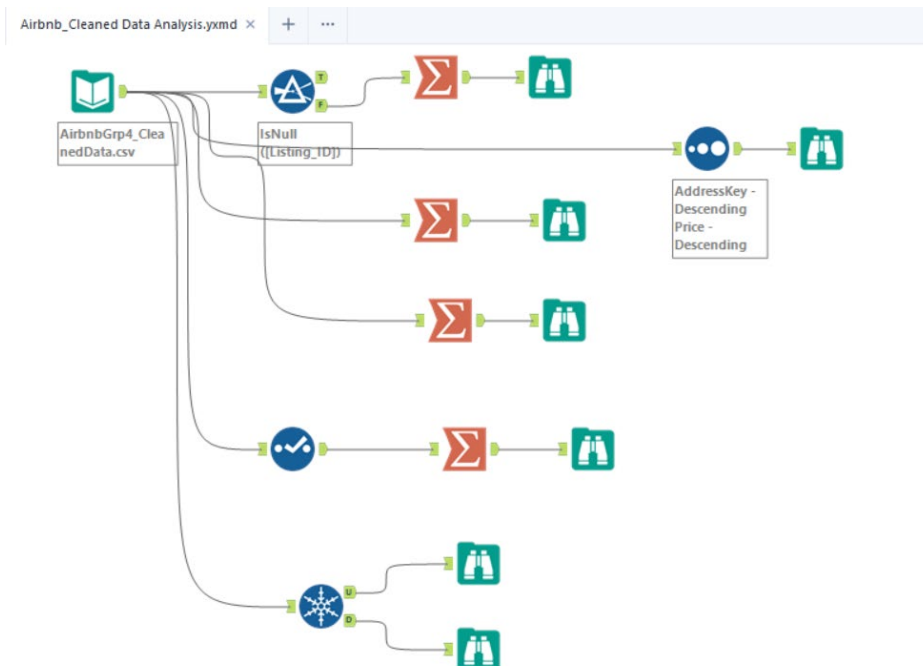 Airbnb_Cleaned Data Analysis.yxmd × + ...
T
F
AirbnbGrp4_Clea
nedData.csv
IsNull
([Listing_ID])
AddressKey -
Descending
Price -
Descending
Σ
Σ
Σ
Σ
U
D